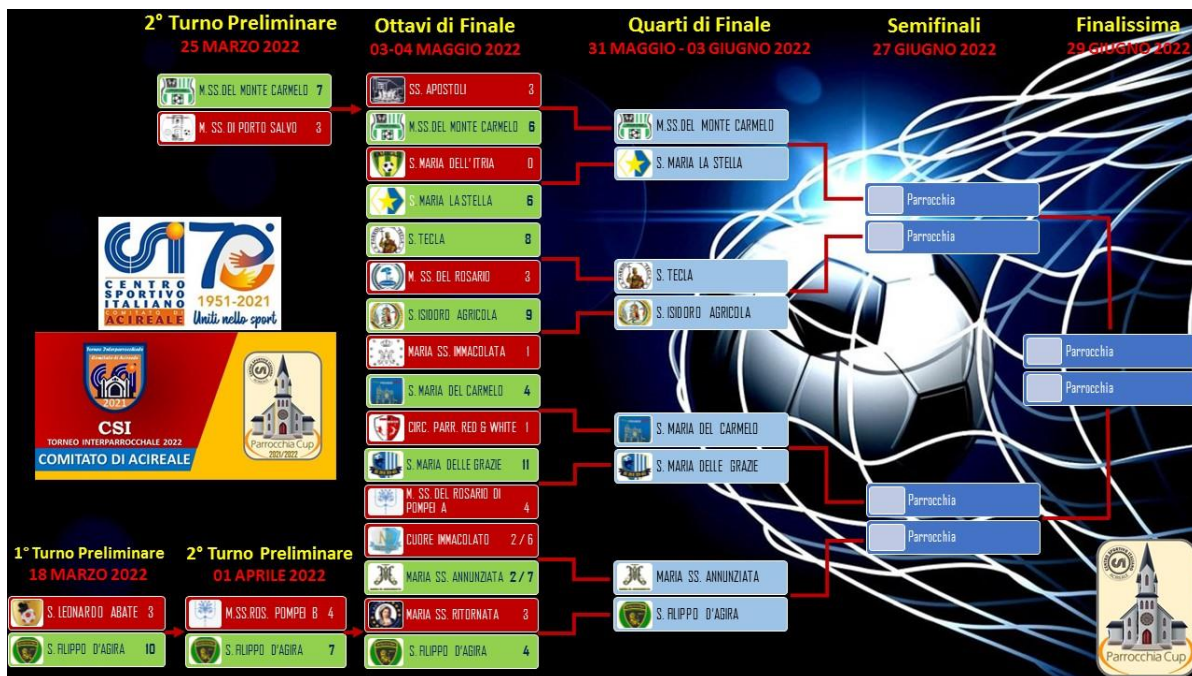 2° Turno Preliminare
25 MARZO 2022
Ottavi di Finale
03-04 MAGGIO 2022
Quarti di Finale
31 MAGGIO - 03 GIUGNO 2022
Semifinali
27 GIUGNO 2022
Finalissima
29 GIUGNO 2022
M.SS.DEL MONTE CARMELO 7
M. SS. DI PORTO SALVO 3
SS. APOSTOLI 3
M.SS.DEL MONTE CARMELO 6
S. MARIA DELL'ITRIA 0
S. MARIA LA STELLA 6
S. TECLA 8
M. SS. DEL ROSARIO 3
S. ISIDORO AGRICOLA 9
MARIA SS. IMMACOLATA 1
S. MARIA DEL CARMELO 4
CIRC. PARR. RED & WHITE 1
S. MARIA DELLE GRAZIE 11
M. SS. DEL ROSARIO DI
POMPEI A 4
CUORE IMMACOLATO 2 / 6
MARIA SS. ANNUNZIATA 2 / 7
MARIA SS. RITORNATA 3
S. FILIPPO D'AGIRA 4
M.SS.DEL MONTE CARMELO
S. MARIA LA STELLA
S. TECLA
S. ISIDORO AGRICOLA
S. MARIA DEL CARMELO
S. MARIA DELLE GRAZIE
MARIA SS. ANNUNZIATA
S. FILIPPO D'AGIRA
Parrocchia
Parrocchia
Parrocchia
Parrocchia
Parrocchia
Parrocchia
CSI 70°
CENTRO
SPORTIVO
ITALIANO
COMITATO DI
ACIREALE
1951-2021
Uniti nello sport
Torneo Interparrocchiale
Comitato di Acireale
CSI
2021
CSI
TORNEO INTERPARROCCHALE 2022
COMITATO DI ACIREALE
Parrocchia Cup
2021/2022
1° Turno Preliminare
18 MARZO 2022
2° Turno Preliminare
01 APRILE 2022
S. LEONARDO ABATE 3
S. FILIPPO D'AGIRA 10
M.SS.ROS. POMPEI B 4
S. FILIPPO D'AGIRA 7
Parrocchia Cup